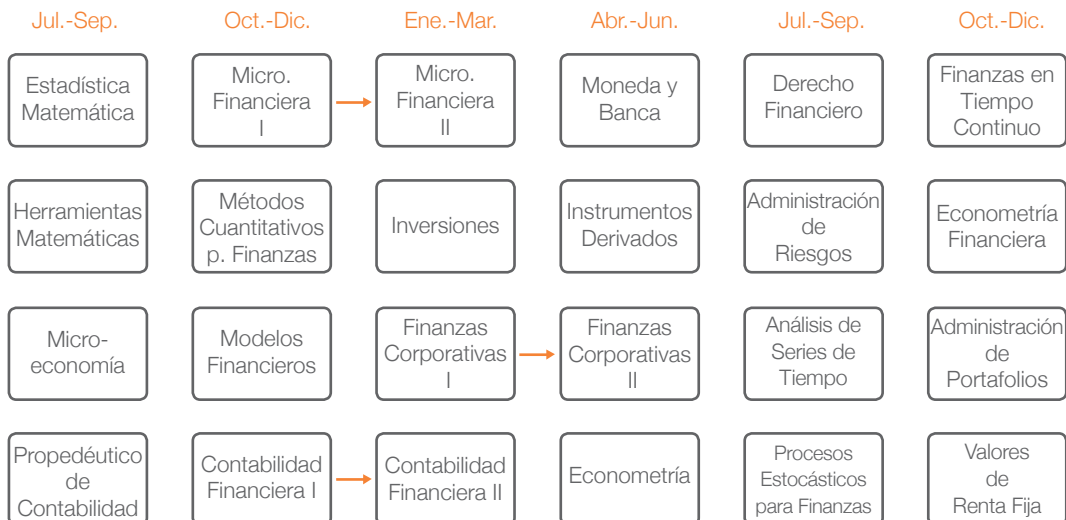 Jul.-Sep.
Oct.-Dic.
Ene.-Mar.
Abr.-Jun.
Jul.-Sep.
Oct.-Dic.
Estadística
Matemática
Micro.
Financiera
I
Micro.
Financiera
II
Moneda y
Banca
Derecho
Financiero
Finanzas en
Tiempo
Continuo
Herramientas
Matemáticas
Métodos
Cuantitativos
p. Finanzas
Inversiones
Instrumentos
Derivados
Administración
de
Riesgos
Econometría
Financiera
Micro-
economía
Modelos
Financieros
Finanzas
Corporativas
I
Finanzas
Corporativas
II
Análisis de
Series de
Tiempo
Administración
de
Portafolios
Propedéutico
de
Contabilidad
Contabilidad
Financiera I
Contabilidad
Financiera II
Econometría
Procesos
Estocásticos
para Finanzas
Valores
de
Renta Fija